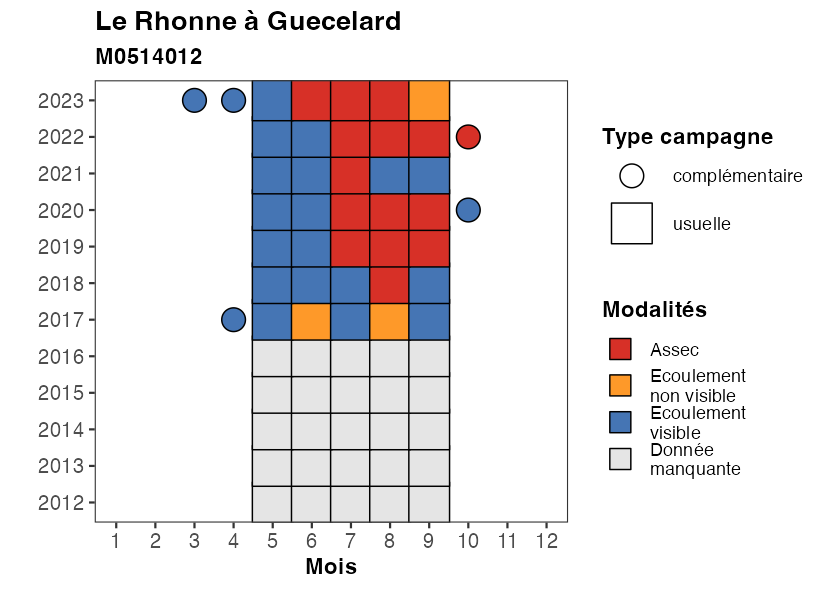 Le Rhonne à Guecelard
M0514012
2023
2022
2021
2020
2019
2018
2017
2016
2015
2014
2013
2012
1 2 3 4 5 6 7 8 9 10 11 12
Mois
Type campagne
complémentaire
usuelle
Modalités
Assec
Ecoulement
non visible
Ecoulement
visible
Donnée
manquante